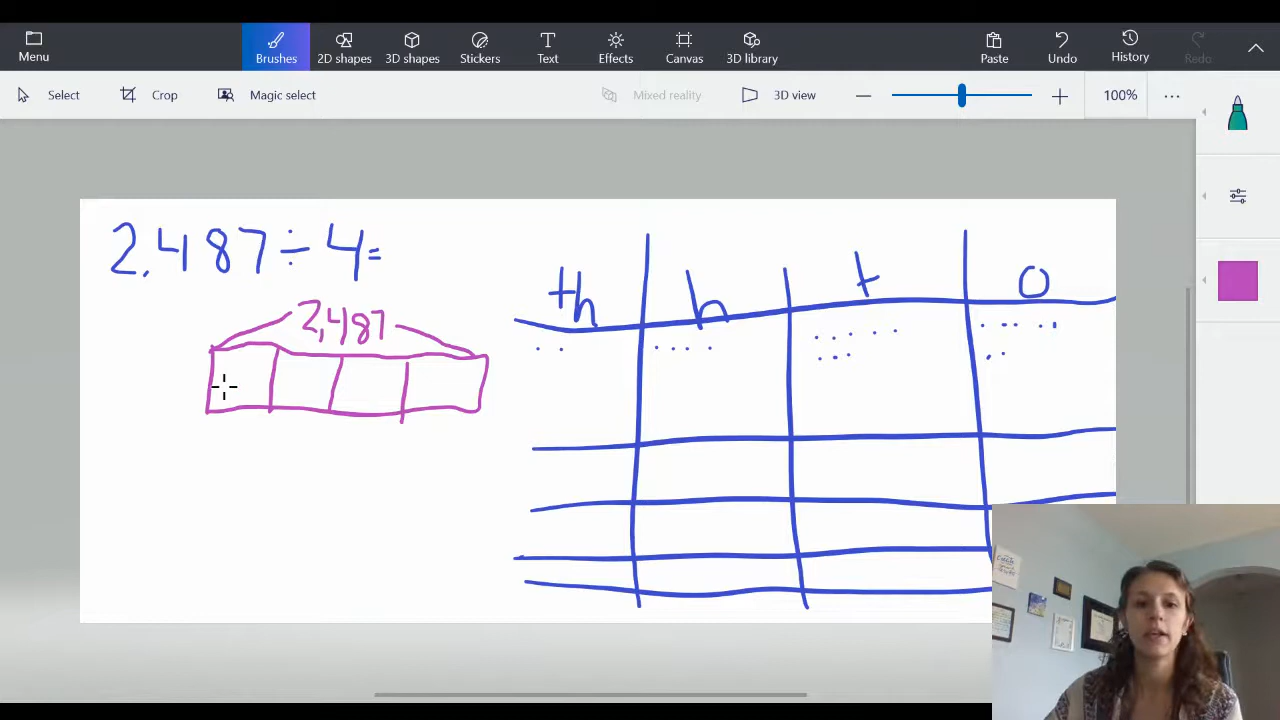 Menu
Brushes
2D shapes
3D shapes
Stickers
Text
Effects
Canvas
3D library
Paste
Undo
History
Redo
Select
Crop
Magic select
Mixed reality
3D view
100%
2,487÷4=
2,487
th h t o